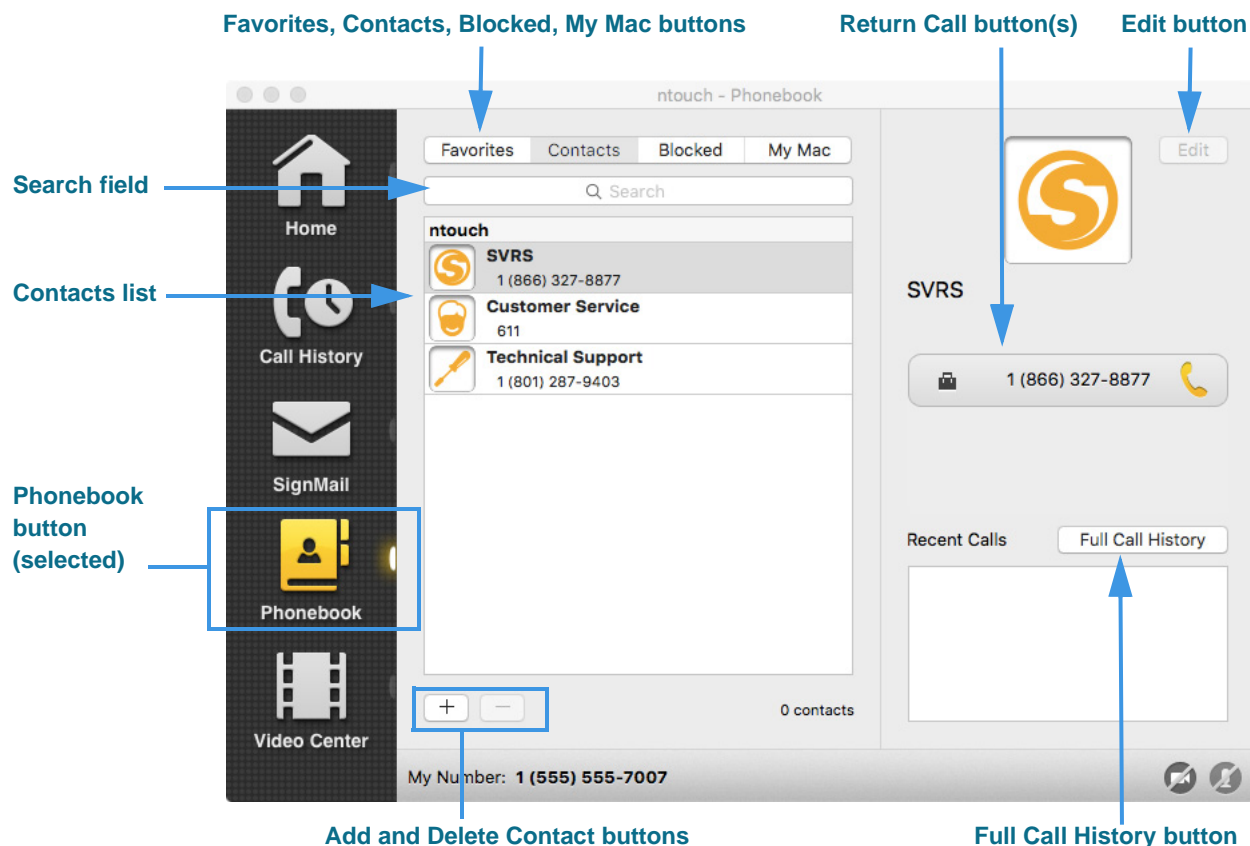 Favorites, Contacts, Blocked, My Mac buttons
Return Call button(s)
Edit button
ntouch - Phonebook
Favorites
Contacts
Blocked
My Mac
Edit
Search field
Search
Home
ntouch
SVRS
1 (866) 327-8877
Contacts list
SVRS
Customer Service
611
Call History
Technical Support
1 (801) 287-9403
1 (866) 327-8877
SignMail
Phonebook
button
(selected)
Recent Calls
Full Call History
Phonebook
+
−
0 contacts
Video Center
My Number: 1 (555) 555-7007
Add and Delete Contact buttons
Full Call History button